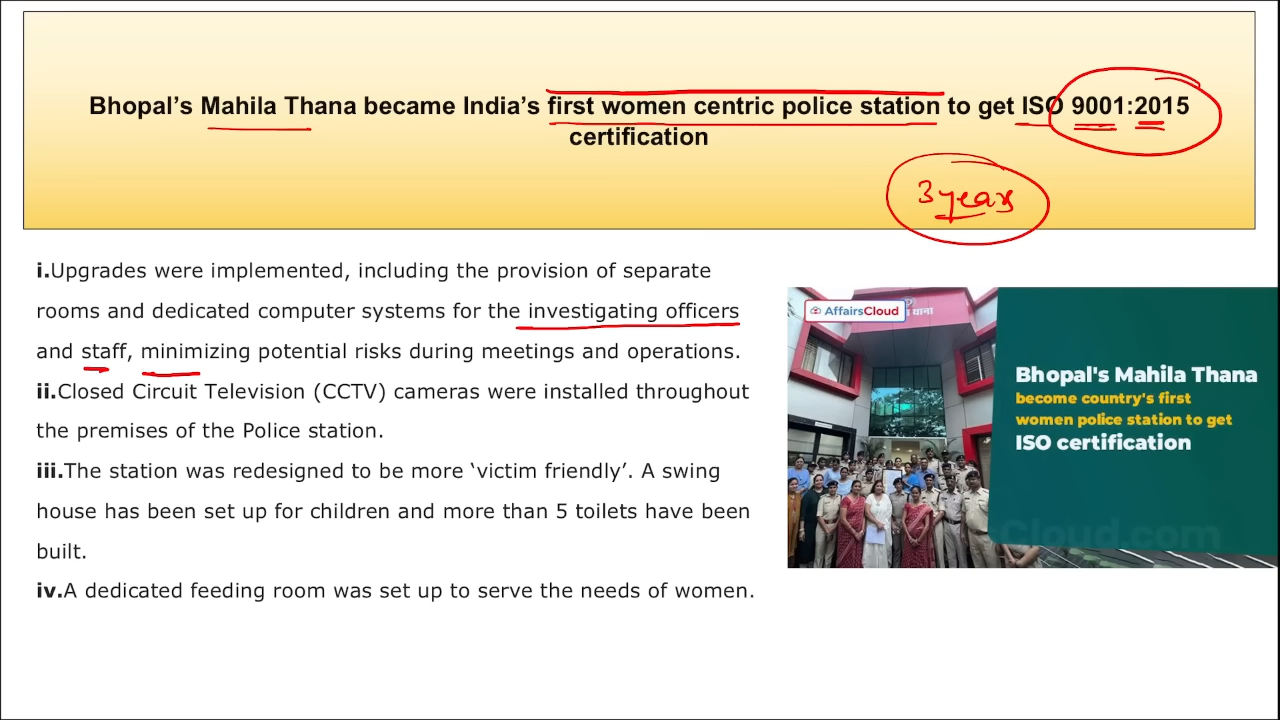 Bhopal's Mahila Thana became India's first women centric police station to get ISO 9001:2015
certification
3 years
i.Upgrades were implemented, including the provision of separate
rooms and dedicated computer systems for the investigating officers
and staff, minimizing potential risks during meetings and operations.
ii.Closed Circuit Television (CCTV) cameras were installed throughout
the premises of the Police station.
iii.The station was redesigned to be more ‘victim friendly’. A swing
house has been set up for children and more than 5 toilets have been
built.
iv.A dedicated feeding room was set up to serve the needs of women.
AffairsCloud
थाना
Bhopal's Mahila Thana
become country's first
women police station to get
ISO certification
Cloud.com